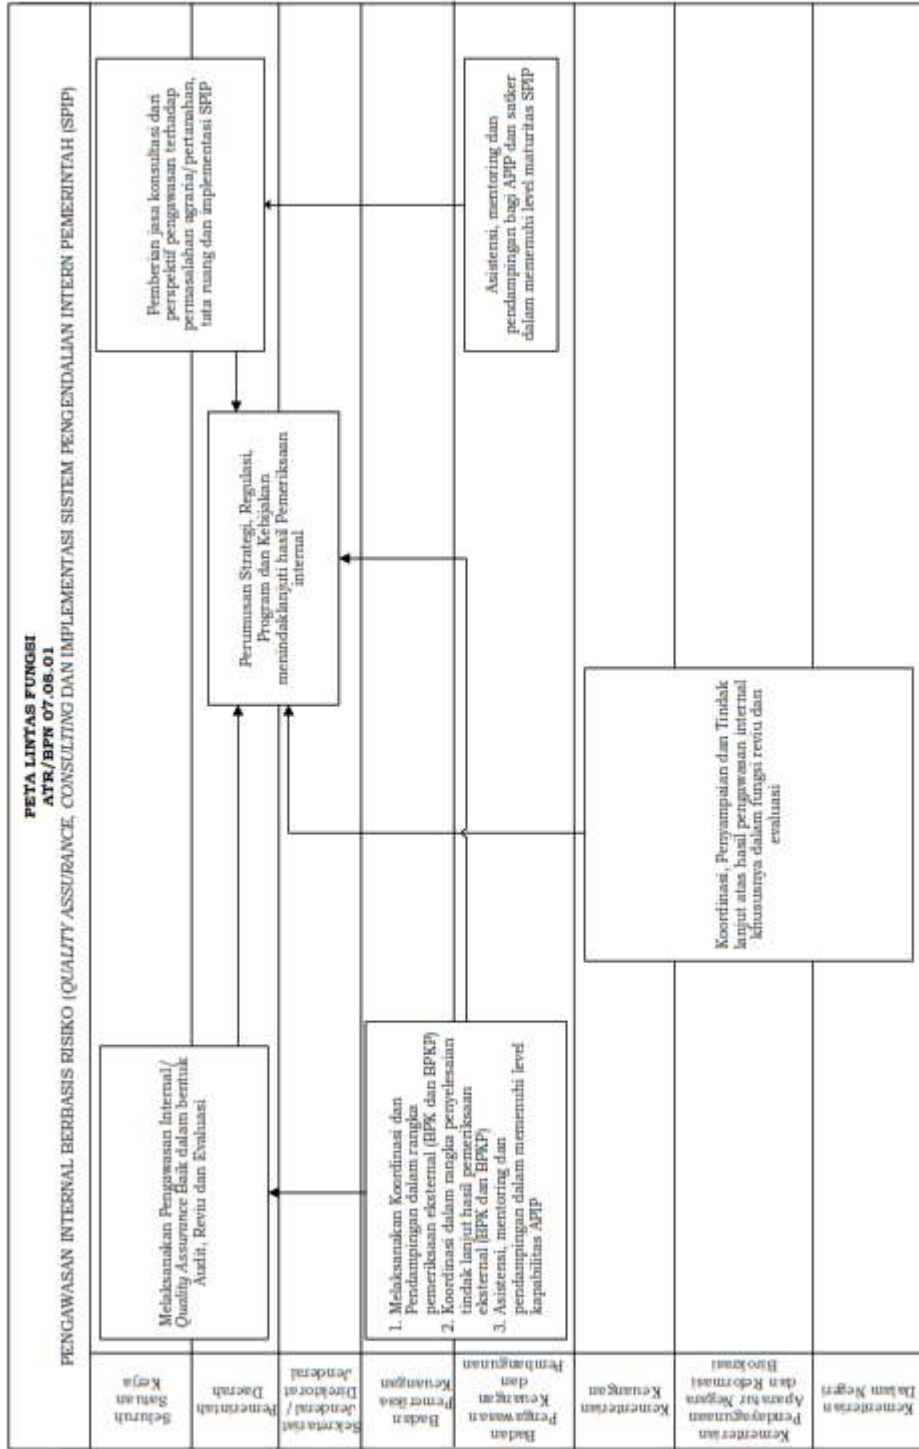 PETA LINTAS FUNGSI
ATR/BPN 07.08.01
PENGAWASAN INTERNAL BERBASIS RISIKO (QUALITY ASSURANCE, CONSULTING DAN IMPLEMENTASI SISTEM PENGENDALIAN INTERN PEMERINTAH (SPIP)
Seluruh
Satuan
Kerja
Melaksanakan Pengawasan Internal/
Quality Assurance Baik dalam bentuk
Audit, Reviu dan Evaluasi
Pemberian jasa konsultasi dan
perspektif pengawasan terhadap
permasalahan agraria/pertanahan,
tata ruang dan implementasi SPIP
Pemerintah
Daerah
Perumusan Strategi, Regulasi,
Program dan Kebijakan
menindaklanjuti hasil Pemeriksaan
internal
Sekretariat
Jenderal /
Direktorat
Jenderal
Badan
Pemeriksa
Keuangan
1. Melaksanakan Koordinasi dan
Pendampingan dalam rangka
pemeriksaan eksternal (BPK dan BPKP)
2. Koordinasi dalam rangka penyelesaian
tindak lanjut hasil pemeriksaan
eksternal (BPK dan BPKP)
3. Asistensi, mentoring dan
pendampingan dalam memenuhi level
kapabilitas APIP
Badan
Pengawasan
Keuangan
dan
Pembangunan
Asistensi, mentoring dan
pendampingan bagi APIP dan satker
dalam memenuhi level maturitas SPIP
Kementerian
Keuangan
Koordinasi, Penyampaian dan Tindak
lanjut atas hasil pengawasan internal
khususnya dalam fungsi reviu dan
evaluasi
Kementerian
Pendayagunaan
Aparatur Negara
dan Reformasi
Birokrasi
Kementerian
Dalam Negeri